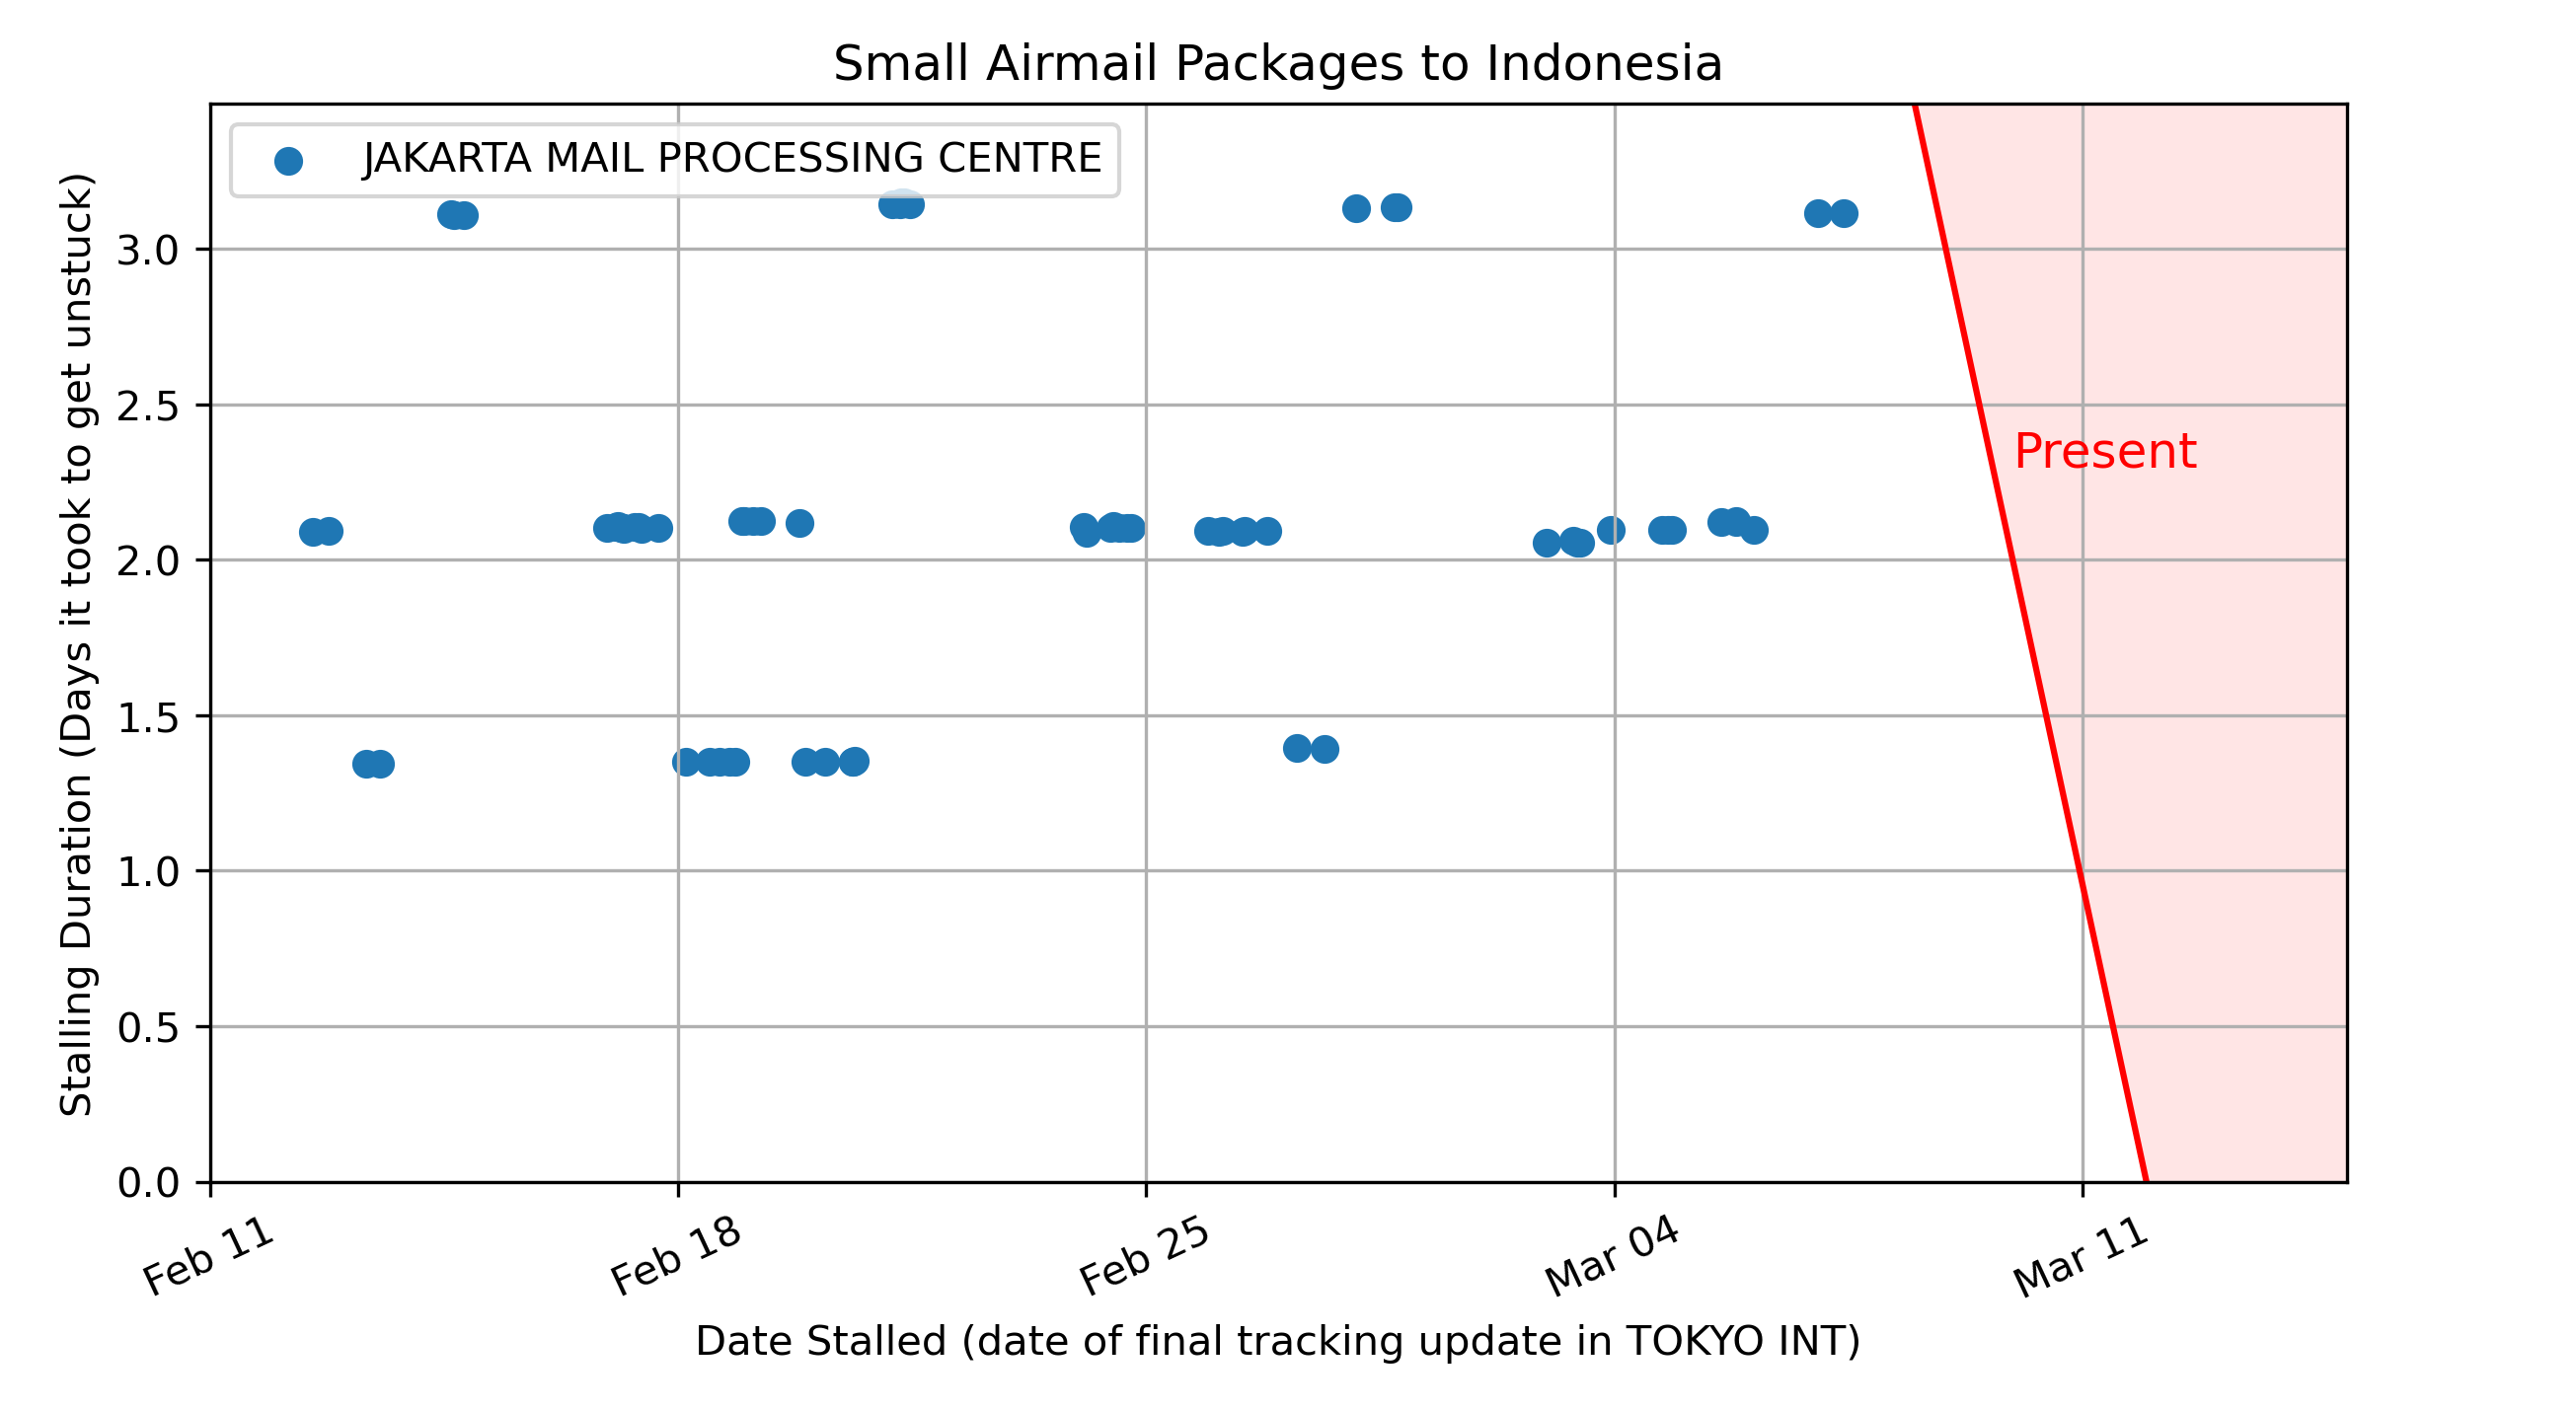 Small Airmail Packages to Indonesia
JAKARTA MAIL PROCESSING CENTRE
Stalling Duration (Days it took to get unstuck)
3.0
2.5
2.0
1.5
1.0
0.5
0.0
Present
Feb 11
Feb 18
Feb 25
Mar 04
Mar 11
Date Stalled (date of final tracking update in TOKYO INT)